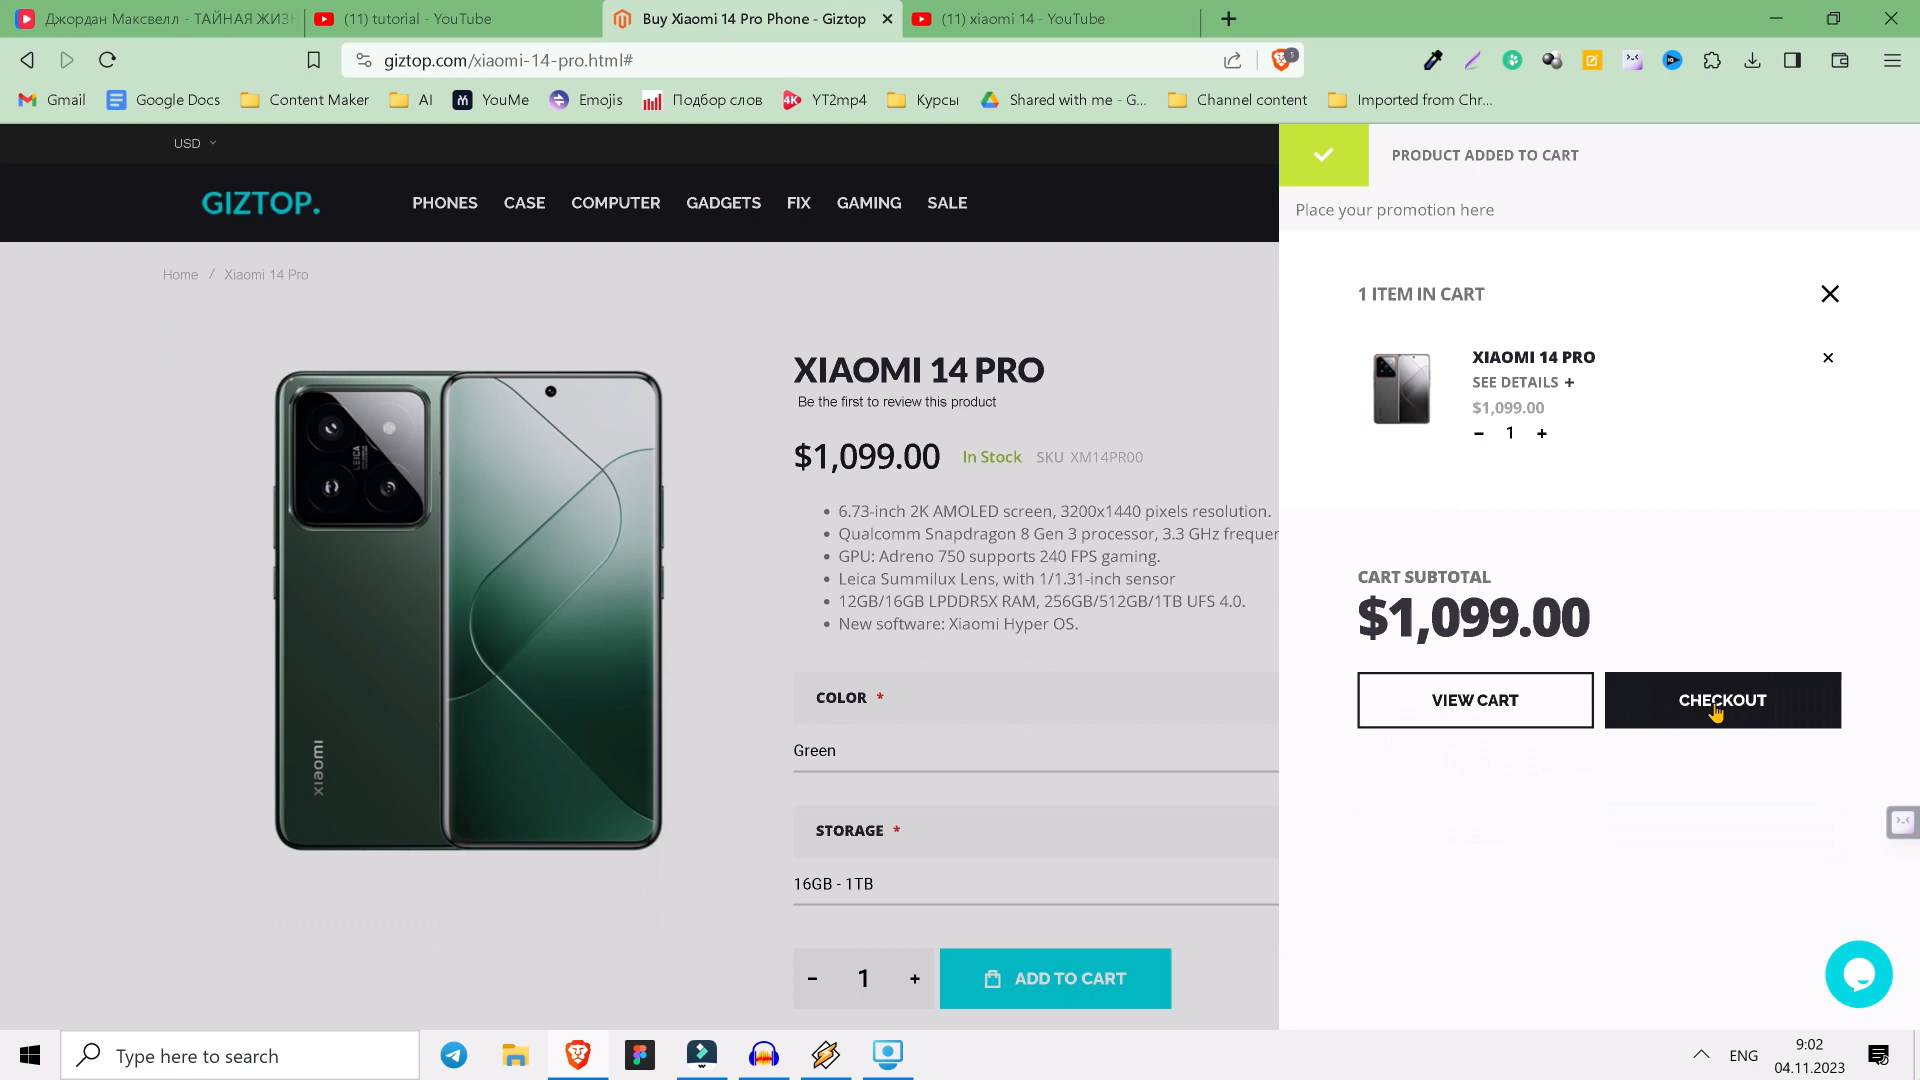 Джордан Максвелл - ТАЙНАЯ ЖИЗН
(11) tutorial - YouTube
Buy Xiaomi 14 Pro Phone - Giztop
(11) xiaomi 14 - YouTube
giztop.com/xiaomi-14-pro.html#
5
Gmail
Google Docs
Content Maker
AI
YouMe
Emojis
Подбор слов
4K
YT2mp4
Курсы
Shared with me - G...
Channel content
Imported from Chr...
USD
GIZTOP.
PHONES
CASE
COMPUTER
GADGETS
FIX
GAMING
SALE
Home / Xiaomi 14 Pro
LEICA
xiaomi
XIAOMI 14 PRO
Be the first to review this product
$1,099.00 In Stock SKU XM14PR00
6.73-inch 2K AMOLED screen, 3200x1440 pixels resolution.
Qualcomm Snapdragon 8 Gen 3 processor, 3.3 GHz frequer
GPU: Adreno 750 supports 240 FPS gaming.
Leica Summilux Lens, with 1/1.31-inch sensor
12GB/16GB LPDDR5X RAM, 256GB/512GB/1TB UFS 4.0.
New software: Xiaomi Hyper OS.
COLOR *
Green
STORAGE *
16GB - 1TB
- 1 +
ADD TO CART
PRODUCT ADDED TO CART
Place your promotion here
1 ITEM IN CART
XIAOMI 14 PRO
SEE DETAILS +
$1,099.00
- 1 +
CART SUBTOTAL
$1,099.00
VIEW CART
CHECKOUT
Type here to search
ENG
9:02
04.11.2023